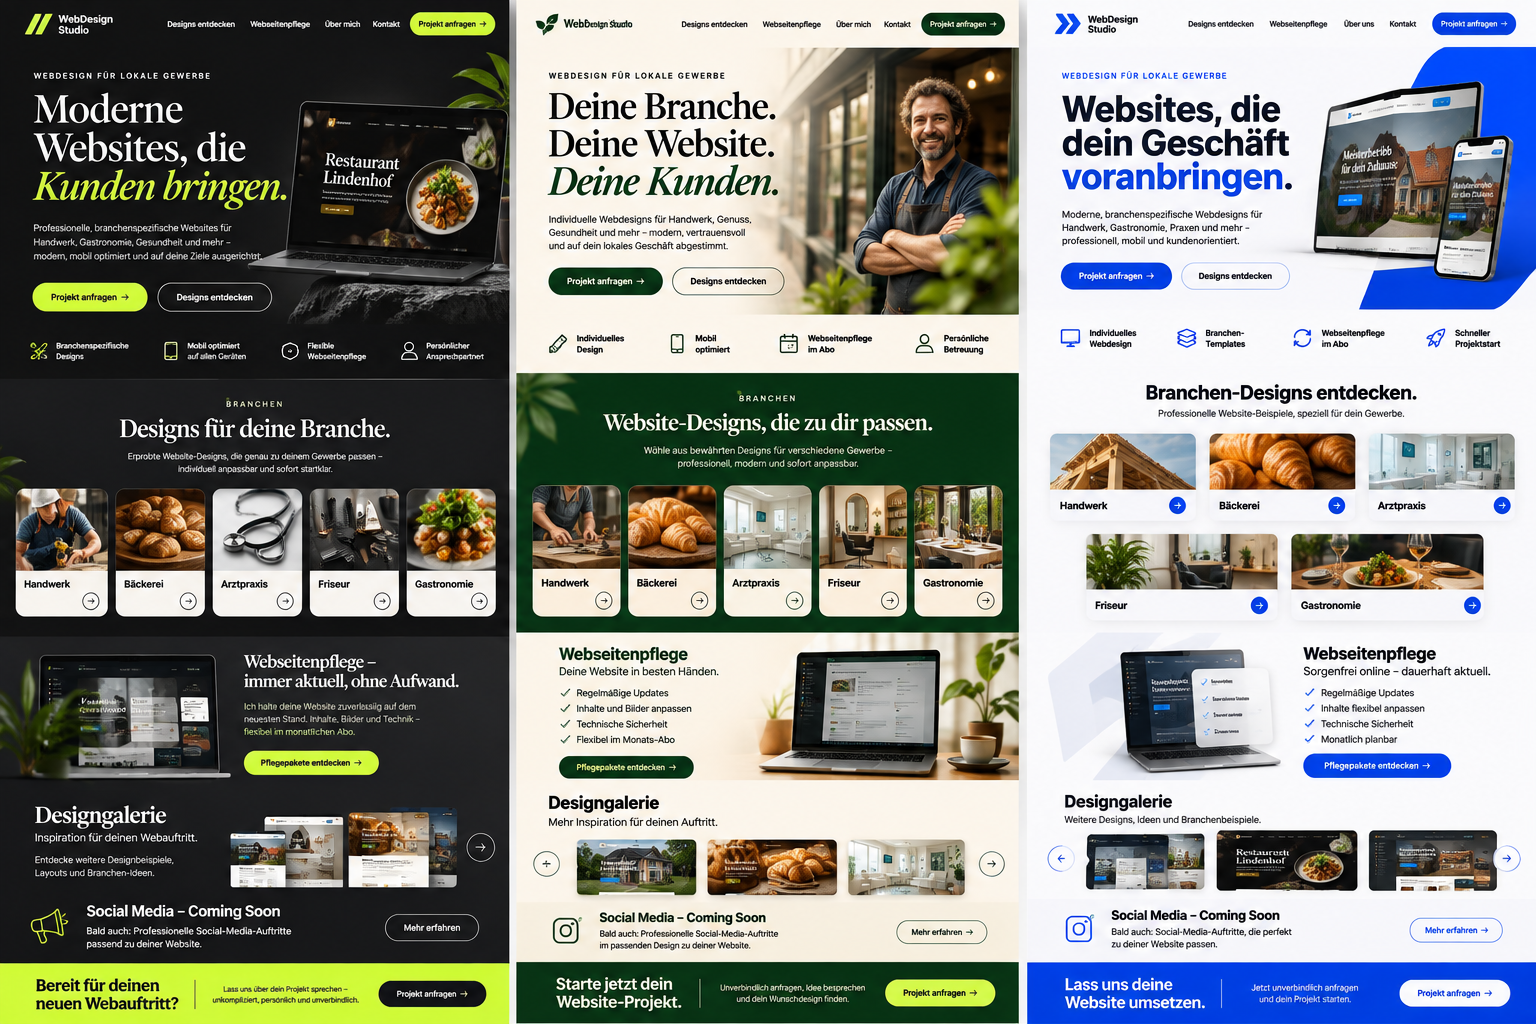 WebDesign
Studio
Designs entdecken
Webseitenpflege
Über mich
Kontakt
Projekt anfragen →
WEBDESIGN FÜR LOKALE GEWERBE
Moderne
Websites, die
Kunden bringen.
Professionelle, branchenspezifische Websites für
Handwerk, Gastronomie, Gesundheit und mehr –
modern, mobil optimiert und auf deine Ziele ausgerichtet.
Projekt anfragen →
Designs entdecken
Restaurant
Lindenhof
Branchenspezifische
Designs
Mobil optimiert
auf allen Geräten
Flexible
Webseitenpflege
Persönlicher
Ansprechpartner
BRANCHEN
Designs für deine Branche.
Erprobte Website-Designs, die genau zu deinem Gewerbe passen –
individuell anpassbar und sofort startklar.
Handwerk
Bäckerei
Arztpraxis
Friseur
Gastronomie
Webseitenpflege –
immer aktuell, ohne Aufwand.
Ich halte deine Website zuverlässig auf dem
neuesten Stand. Inhalte, Bilder und Technik –
flexibel im monatlichen Abo.
Pflegepakete entdecken →
Designgalerie
Inspiration für deinen Webauftritt.
Entdecke weitere Designbeispiele,
Layouts und Branchen-Ideen.
Social Media – Coming Soon
Bald auch: Professionelle Social-Media-Auftritte
passend zu deiner Website.
Mehr erfahren
Bereit für deinen
neuen Webauftritt?
Lass uns über dein Projekt sprechen –
unkompliziert, persönlich und unverbindlich.
Projekt anfragen →
WebDesign Studio
Designs entdecken
Webseitenpflege
Über mich
Kontakt
Projekt anfragen →
WEBDESIGN FÜR LOKALE GEWERBE
Deine Branche.
Deine Website.
Deine Kunden.
Individuelle Webdesigns für Handwerk, Genuss,
Gesundheit und mehr – modern, vertrauensvoll
und auf dein lokales Geschäft abgestimmt.
Projekt anfragen →
Designs entdecken
Individuelles
Design
Mobil
optimiert
Webseitenpflege
im Abo
Persönliche
Betreuung
BRANCHEN
Website-Designs, die zu dir passen.
Wähle aus bewährten Designs für verschiedene Gewerbe –
professionell, modern und sofort anpassbar.
Handwerk
Bäckerei
Arztpraxis
Friseur
Gastronomie
Webseitenpflege
Deine Website in besten Händen.
Regelmäßige Updates
Inhalte und Bilder anpassen
Technische Sicherheit
Flexibel im Monats-Abo
Pflegepakete entdecken →
Designgalerie
Mehr Inspiration für deinen Auftritt.
Social Media – Coming Soon
Bald auch: Professionelle Social-Media-Auftritte
im passenden Design zu deiner Website.
Mehr erfahren →
Starte jetzt dein
Website-Projekt.
Unverbindlich anfragen, Idee besprechen
und dein Wunschdesign finden.
Projekt anfragen →
WebDesign
Studio
Designs entdecken
Webseitenpflege
Über uns
Kontakt
Projekt anfragen →
WEBDESIGN FÜR LOKALE GEWERBE
Websites, die
dein Geschäft
voranbringen.
Moderne, branchenspezifische Webdesigns für
Handwerk, Gastronomie, Praxen und mehr –
professionell, mobil und kundenorientiert.
Projekt anfragen →
Designs entdecken
Individuelles
Webdesign
Branchen-
Templates
Webseitenpflege
im Abo
Schneller
Projektstart
Branchen-Designs entdecken.
Professionelle Website-Beispiele, speziell für dein Gewerbe.
Handwerk
Bäckerei
Arztpraxis
Friseur
Gastronomie
Webseitenpflege
Sorgenfrei online – dauerhaft aktuell.
Regelmäßige Updates
Inhalte flexibel anpassen
Technische Sicherheit
Monatlich planbar
Pflegepakete entdecken →
Designgalerie
Weitere Designs, Ideen und Branchenbeispiele.
Restaurant
Lindenhof
Social Media – Coming Soon
Bald auch: Social-Media-Auftritte, die perfekt
zu deiner Website passen.
Mehr erfahren →
Lass uns deine
Website umsetzen.
Jetzt unverbindlich anfragen
und dein Projekt starten.
Projekt anfragen →